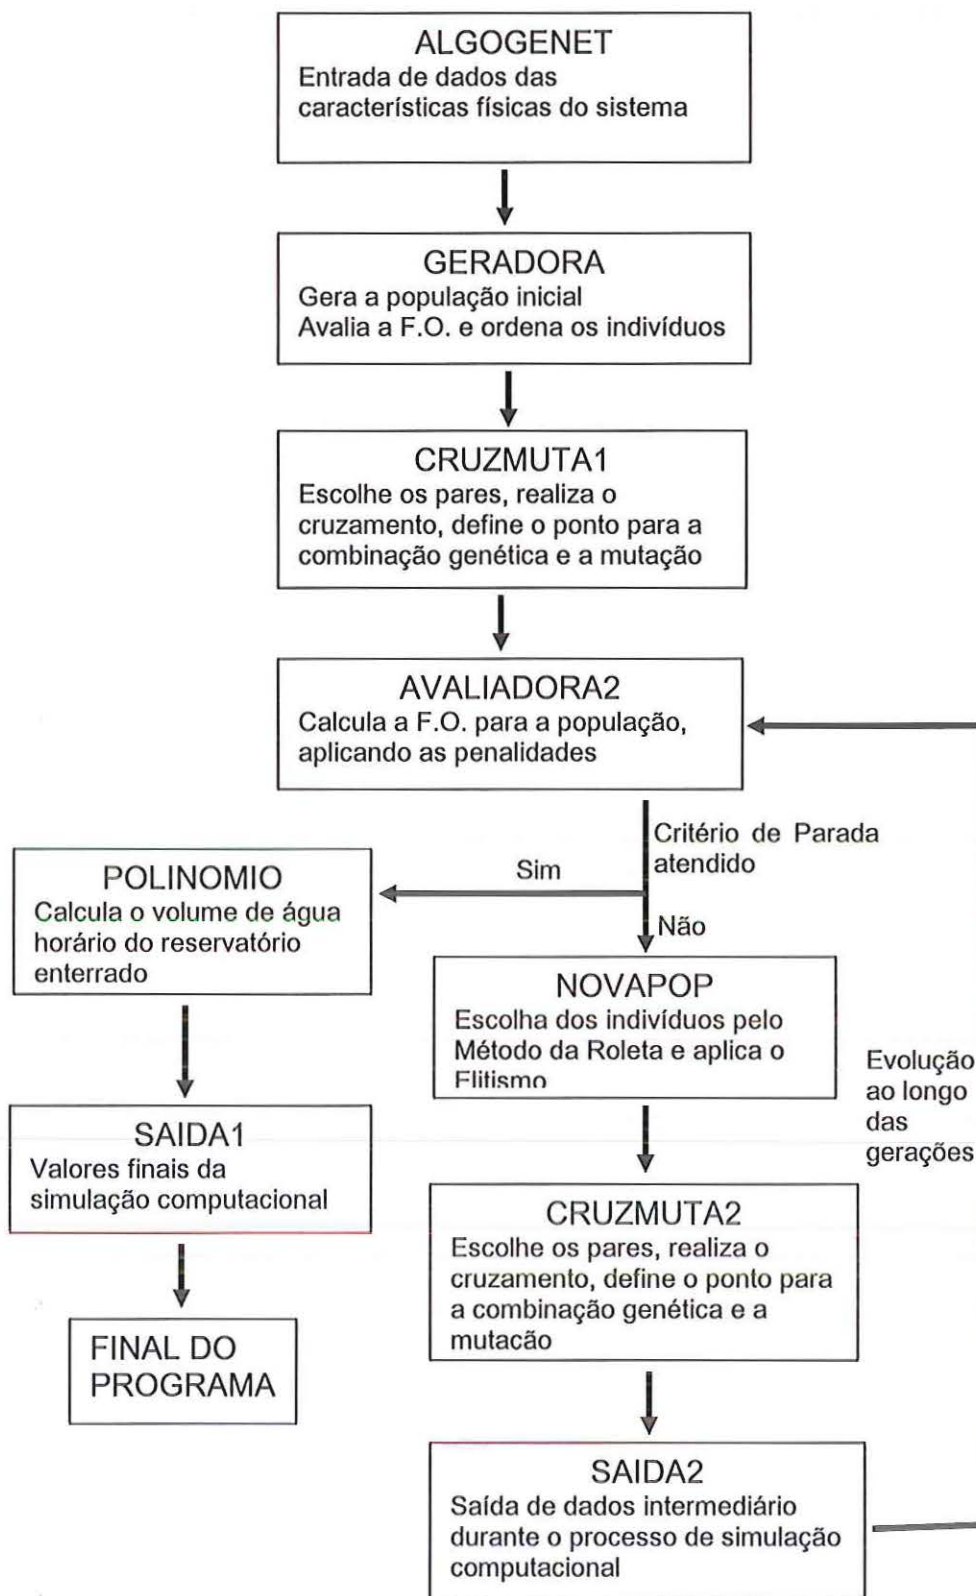 ALGOGENET
Entrada de dados das
características físicas do sistema
GERADORA
Gera a população inicial
Avalia a F.O. e ordena os indivíduos
CRUZMUTA1
Escolhe os pares, realiza o
cruzamento, define o ponto para a
combinação genética e a mutação
AVALIADORA2
Calcula a F.O. para a população,
aplicando as penalidades
Critério de Parada
atendido
Sim
Não
POLINOMIO
Calcula o volume de água
horário do reservatório
enterrado
NOVAPOP
Escolha dos indivíduos pelo
Método da Roleta e aplica o
Elitismo
Evolução
ao longo
das
gerações
SAIDA1
Valores finais da
simulação computacional
CRUZMUTA2
Escolhe os pares, realiza o
cruzamento, define o ponto para
a combinação genética e a
mutação
FINAL DO
PROGRAMA
SAIDA2
Saída de dados intermediário
durante o processo de simulação
computacional